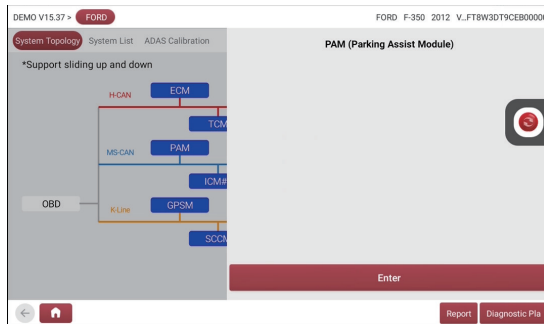 DEMO V15.37 > FORD
FORD F-350 2012 V...FT8W3DT9CEB00000
System Topology System List ADAS Calibration
*Support sliding up and down
PAM (Parking Assist Module)
H-CAN
ECM
TCM
MS-CAN
PAM
ICM#
OBD
K-Line
GPSM
SCCM
Enter
Report
Diagnostic Pla